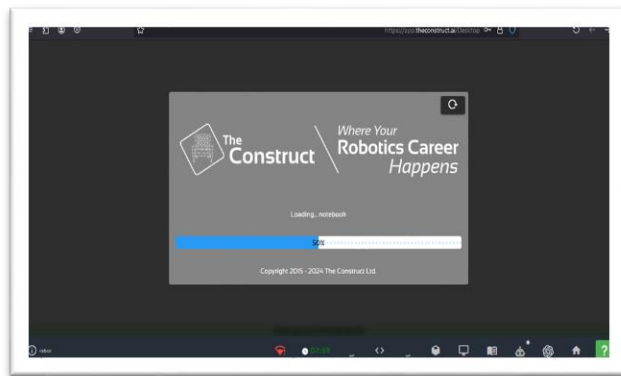 https://app.theconstruct.ai/Desktop
The
Construct
Where Your
Robotics Career
Happens
Loading.. notebook
50%
Copyright 2015 - 2024 The Construct Ltd.
?